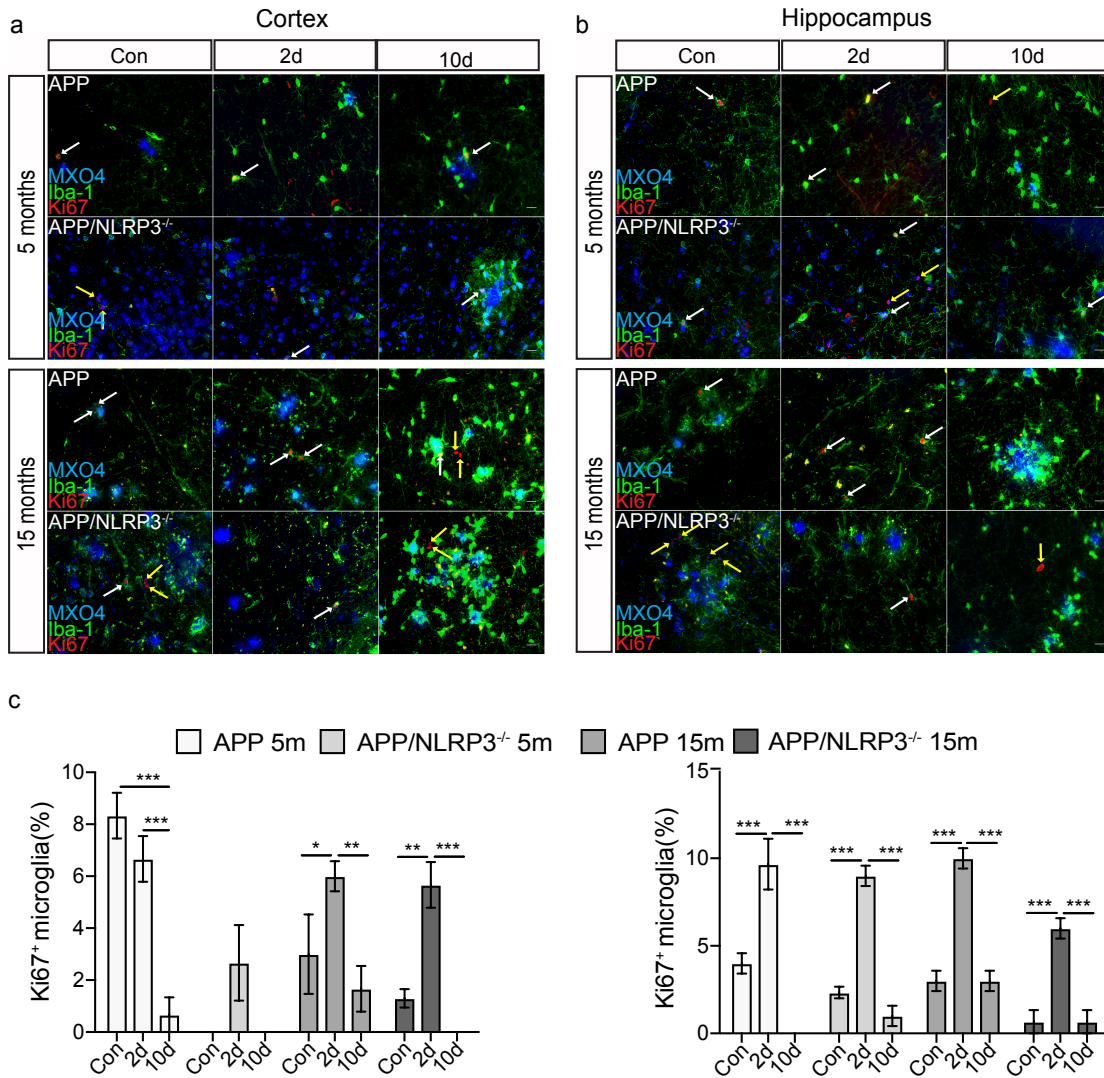 a
Cortex
Con
2d
10d
5 months
APP
MXO4
Iba-1
Ki67
APP/NLRP3-/-
MXO4
Iba-1
Ki67
15 months
APP
MXO4
Iba-1
Ki67
APP/NLRP3-/-
MXO4
Iba-1
Ki67
b
Hippocampus
Con
2d
10d
5 months
APP
MXO4
Iba-1
Ki67
APP/NLRP3-/-
MXO4
Iba-1
Ki67
15 months
APP
MXO4
Iba-1
Ki67
APP/NLRP3-/-
MXO4
Iba-1
Ki67
c
APP 5m APP/NLRP3-/- 5m APP 15m APP/NLRP3-/- 15m
Ki67+ microglia(%)
10
8
6
4
2
0
***
***
* **
** ***
Con 2d 10d Con 2d 10d Con 2d 10d Con 2d 10d
Ki67+ microglia(%)
15
10
5
0
*** ***
*** ***
*** ***
*** ***
Con 2d 10d Con 2d 10d Con 2d 10d Con 2d 10d